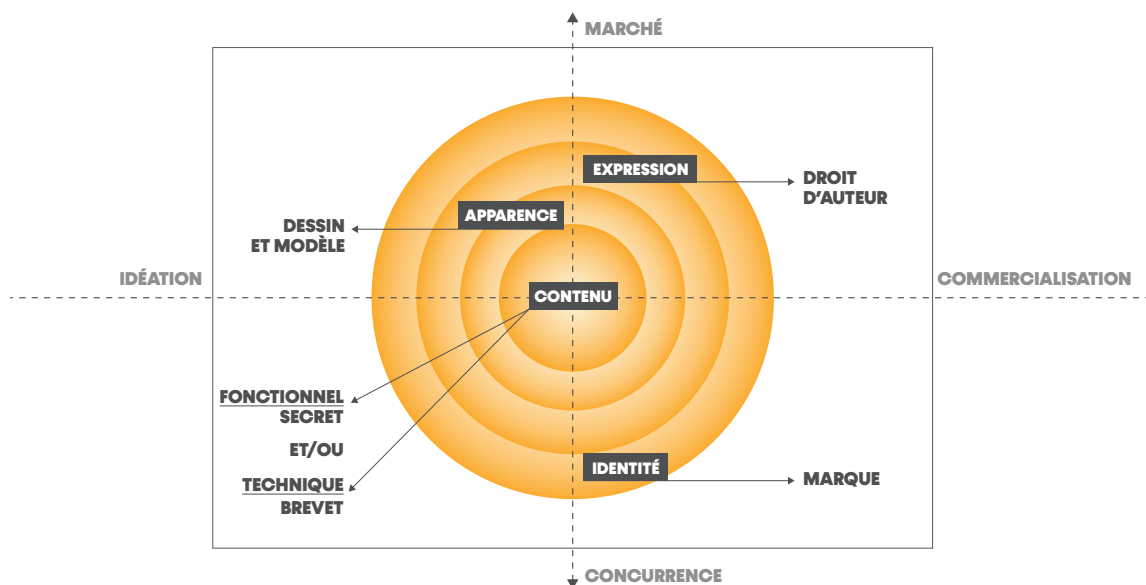 MARCHÉ
EXPRESSION
DROIT
D'AUTEUR
APPARENCE
DESSIN
ET MODÈLE
IDÉATION
COMMERCIALISATION
CONTENU
FONCTIONNEL
SECRET
ET/OU
TECHNIQUE
BREVET
IDENTITÉ
MARQUE
CONCURRENCE